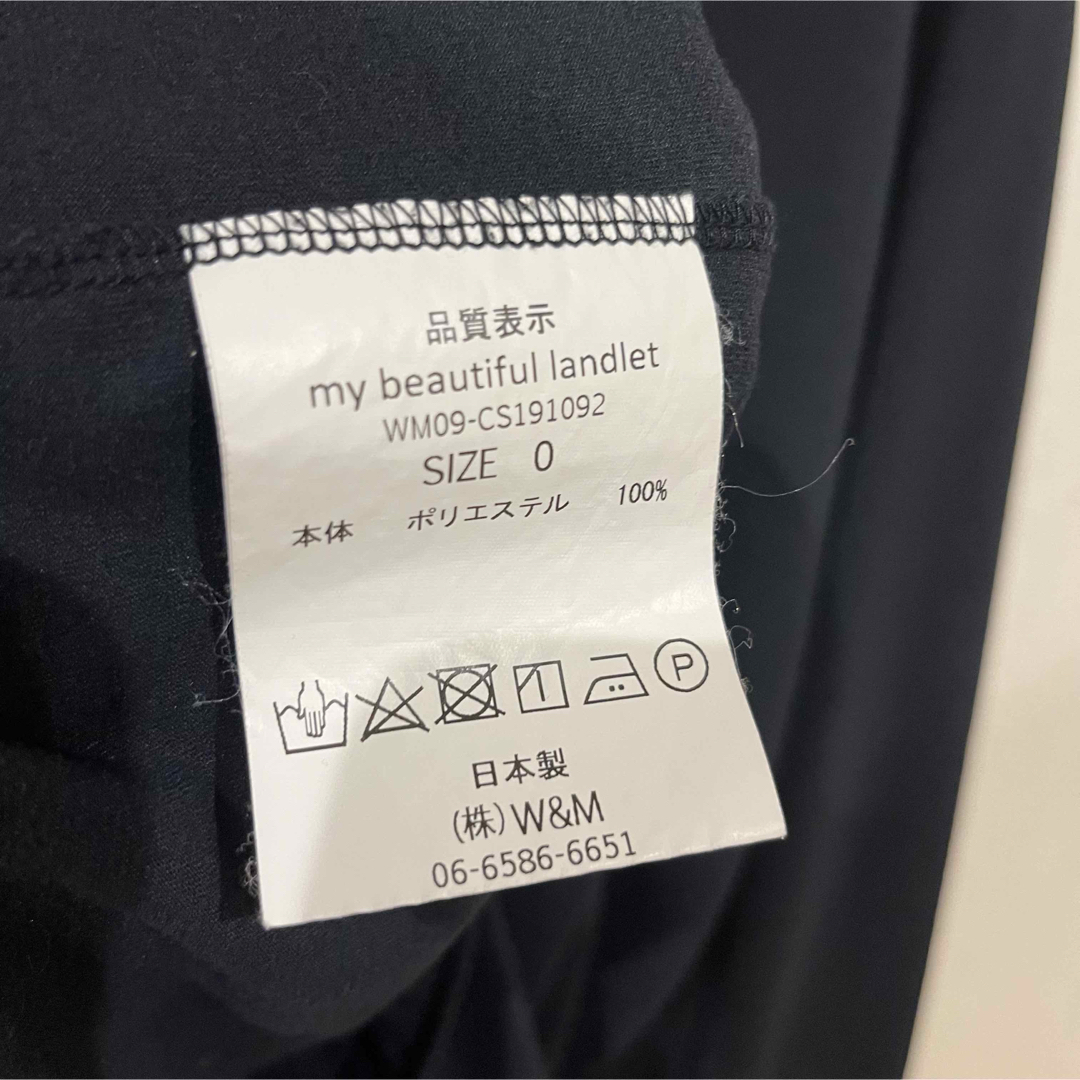 品質表示
my beautiful landlet
WM09-CS191092
SIZE 0
本体 ポリエステル 100%
P
日本製
(株)W&M
06-6586-6651